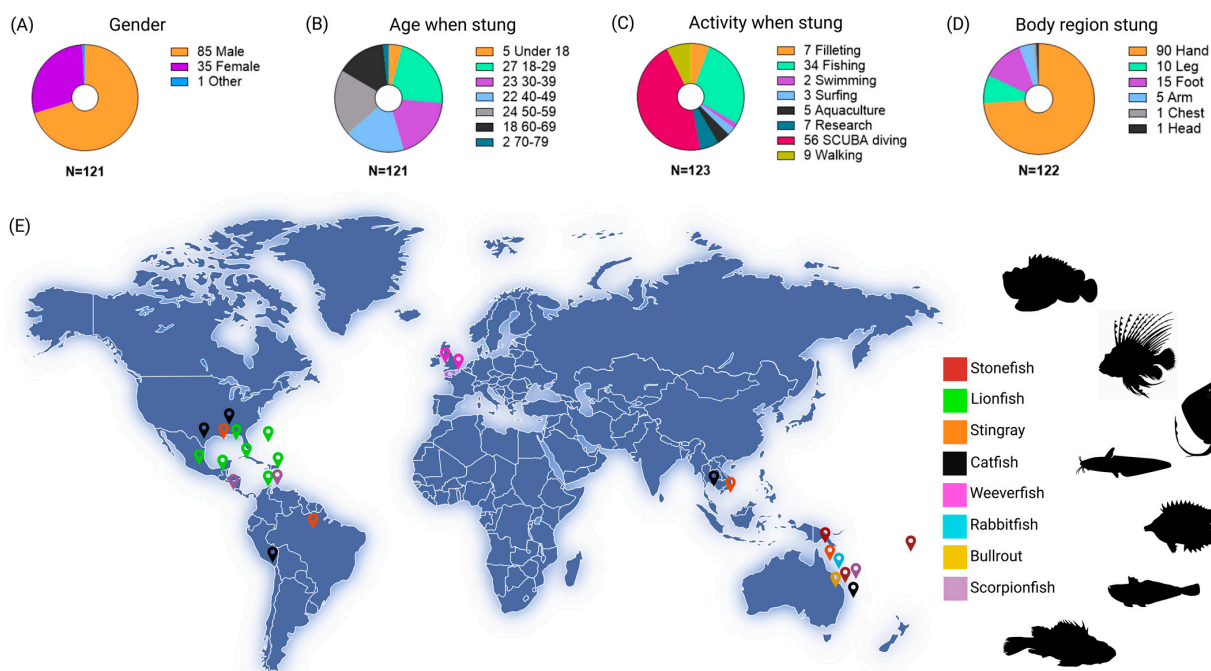 (A)
Gender
85 Male
35 Female
1 Other
N=121
(B)
Age when stung
5 Under 18
27 18-29
23 30-39
22 40-49
24 50-59
18 60-69
2 70-79
N=121
(C)
Activity when stung
7 Filleting
34 Fishing
2 Swimming
3 Surfing
5 Aquaculture
7 Research
56 SCUBA diving
9 Walking
N=123
(D)
Body region stung
90 Hand
10 Leg
15 Foot
5 Arm
1 Chest
1 Head
N=122
(E)
Stonefish
Lionfish
Stingray
Catfish
Weeverfish
Rabbitfish
Bullrout
Scorpionfish